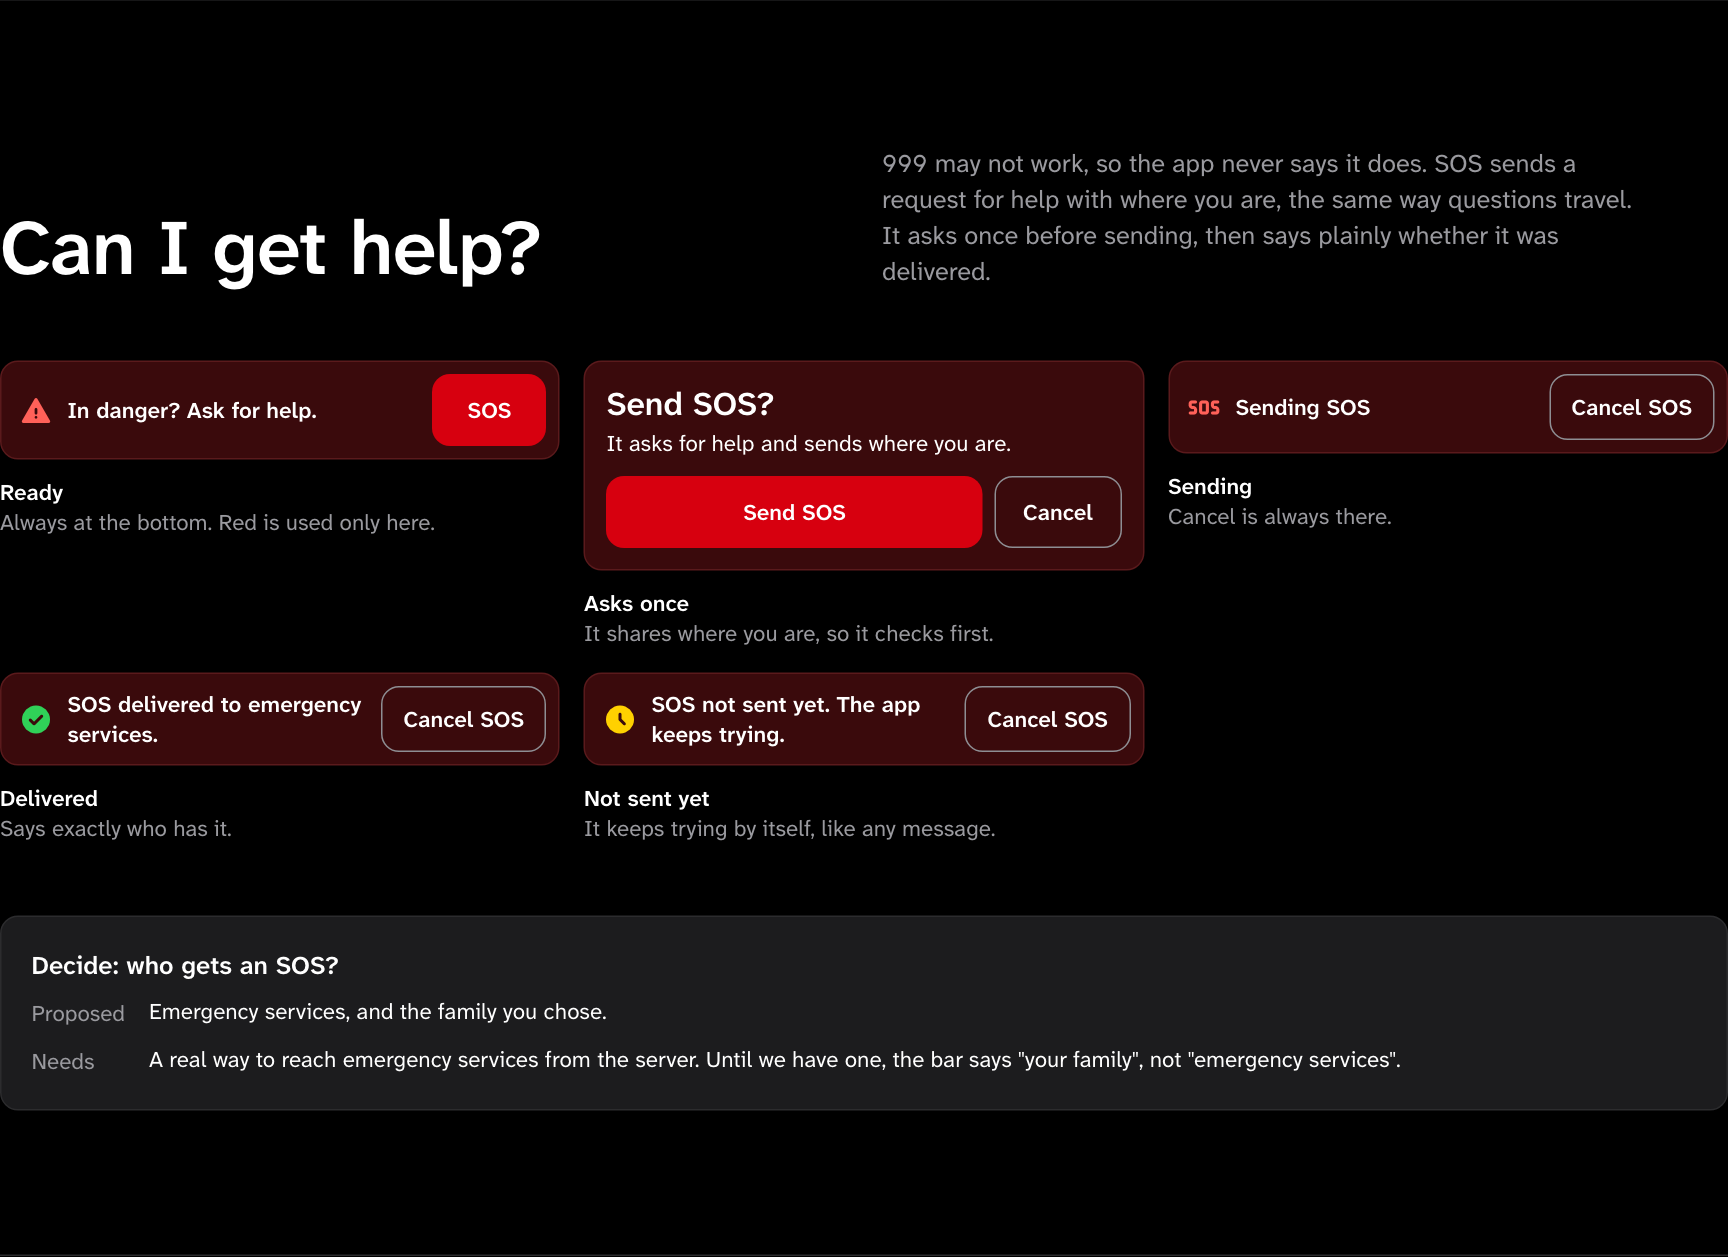 Can I get help?
999 may not work, so the app never says it does. SOS sends a
request for help with where you are, the same way questions travel.
It asks once before sending, then says plainly whether it was
delivered.
In danger? Ask for help.
SOS
Ready
Always at the bottom. Red is used only here.
Send SOS?
It asks for help and sends where you are.
Send SOS
Cancel
Asks once
It shares where you are, so it checks first.
SOS
Sending SOS
Cancel SOS
Sending
Cancel is always there.
SOS delivered to emergency
services.
Cancel SOS
Delivered
Says exactly who has it.
SOS not sent yet. The app
keeps trying.
Cancel SOS
Not sent yet
It keeps trying by itself, like any message.
Decide: who gets an SOS?
Proposed
Emergency services, and the family you chose.
Needs
A real way to reach emergency services from the server. Until we have one, the bar says "your family", not "emergency services".